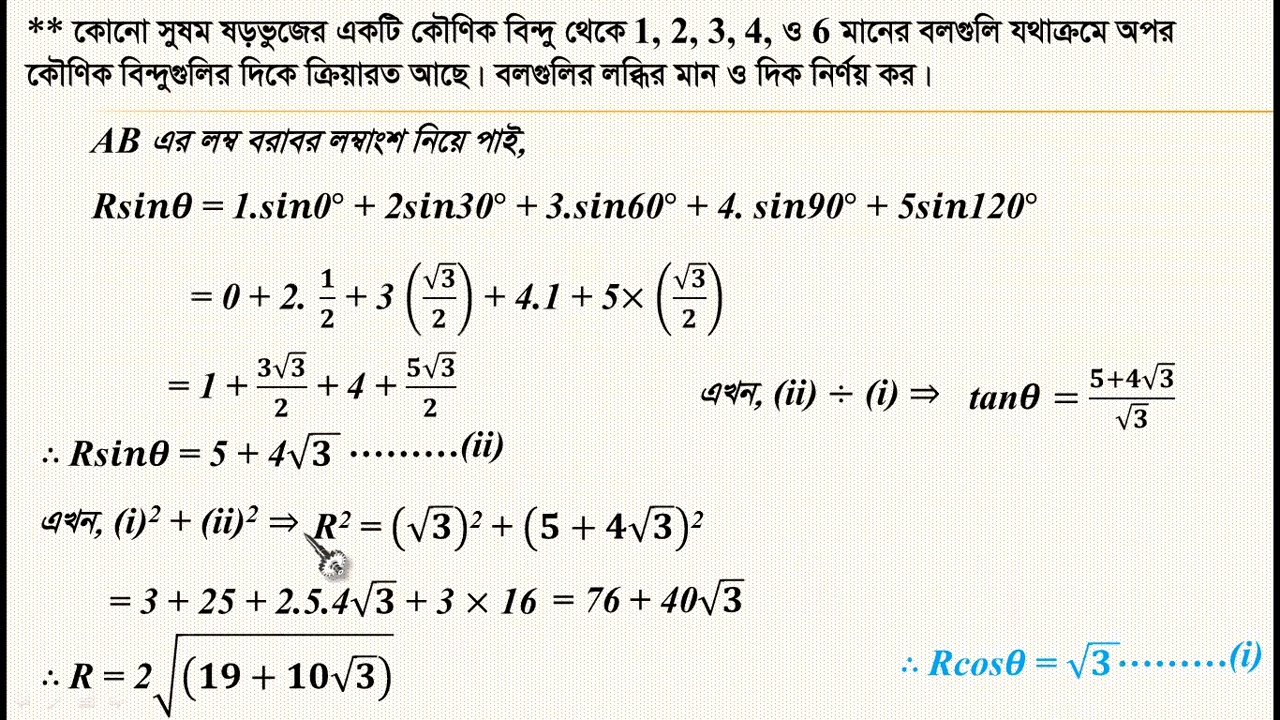 ** কোনো সুষম ষড়ভুজের একটি কৌণিক বিন্দু থেকে 1, 2, 3, 4, ও 6 মানের বলগুলি যথাক্রমে অপর
কৌণিক বিন্দুগুলির দিকে ক্রিয়ারত আছে। বলগুলির লব্ধির মান ও দিক নির্ণয় কর।
AB এর লম্ব বরাবর লম্বাংশ নিয়ে পাই,
Rsinθ = 1.sin0° + 2sin30° + 3.sin60° + 4. sin90° + 5sin120°
= 0 + 2. 1/2 + 3 (√3/2) + 4.1 + 5× (√3/2)
= 1 + 3√3/2 + 4 + 5√3/2
এখন, (ii) ÷ (i) ⇒ tanθ = 5+4√3/√3
∴ Rsinθ = 5 + 4√3 ………(ii)
এখন, (i)² + (ii)² ⇒ R² = (√3)² + (5 + 4√3)²
= 3 + 25 + 2.5.4√3 + 3 × 16 = 76 + 40√3
∴ R = 2√(19 + 10√3)
∴ Rcosθ = √3 ………(i)